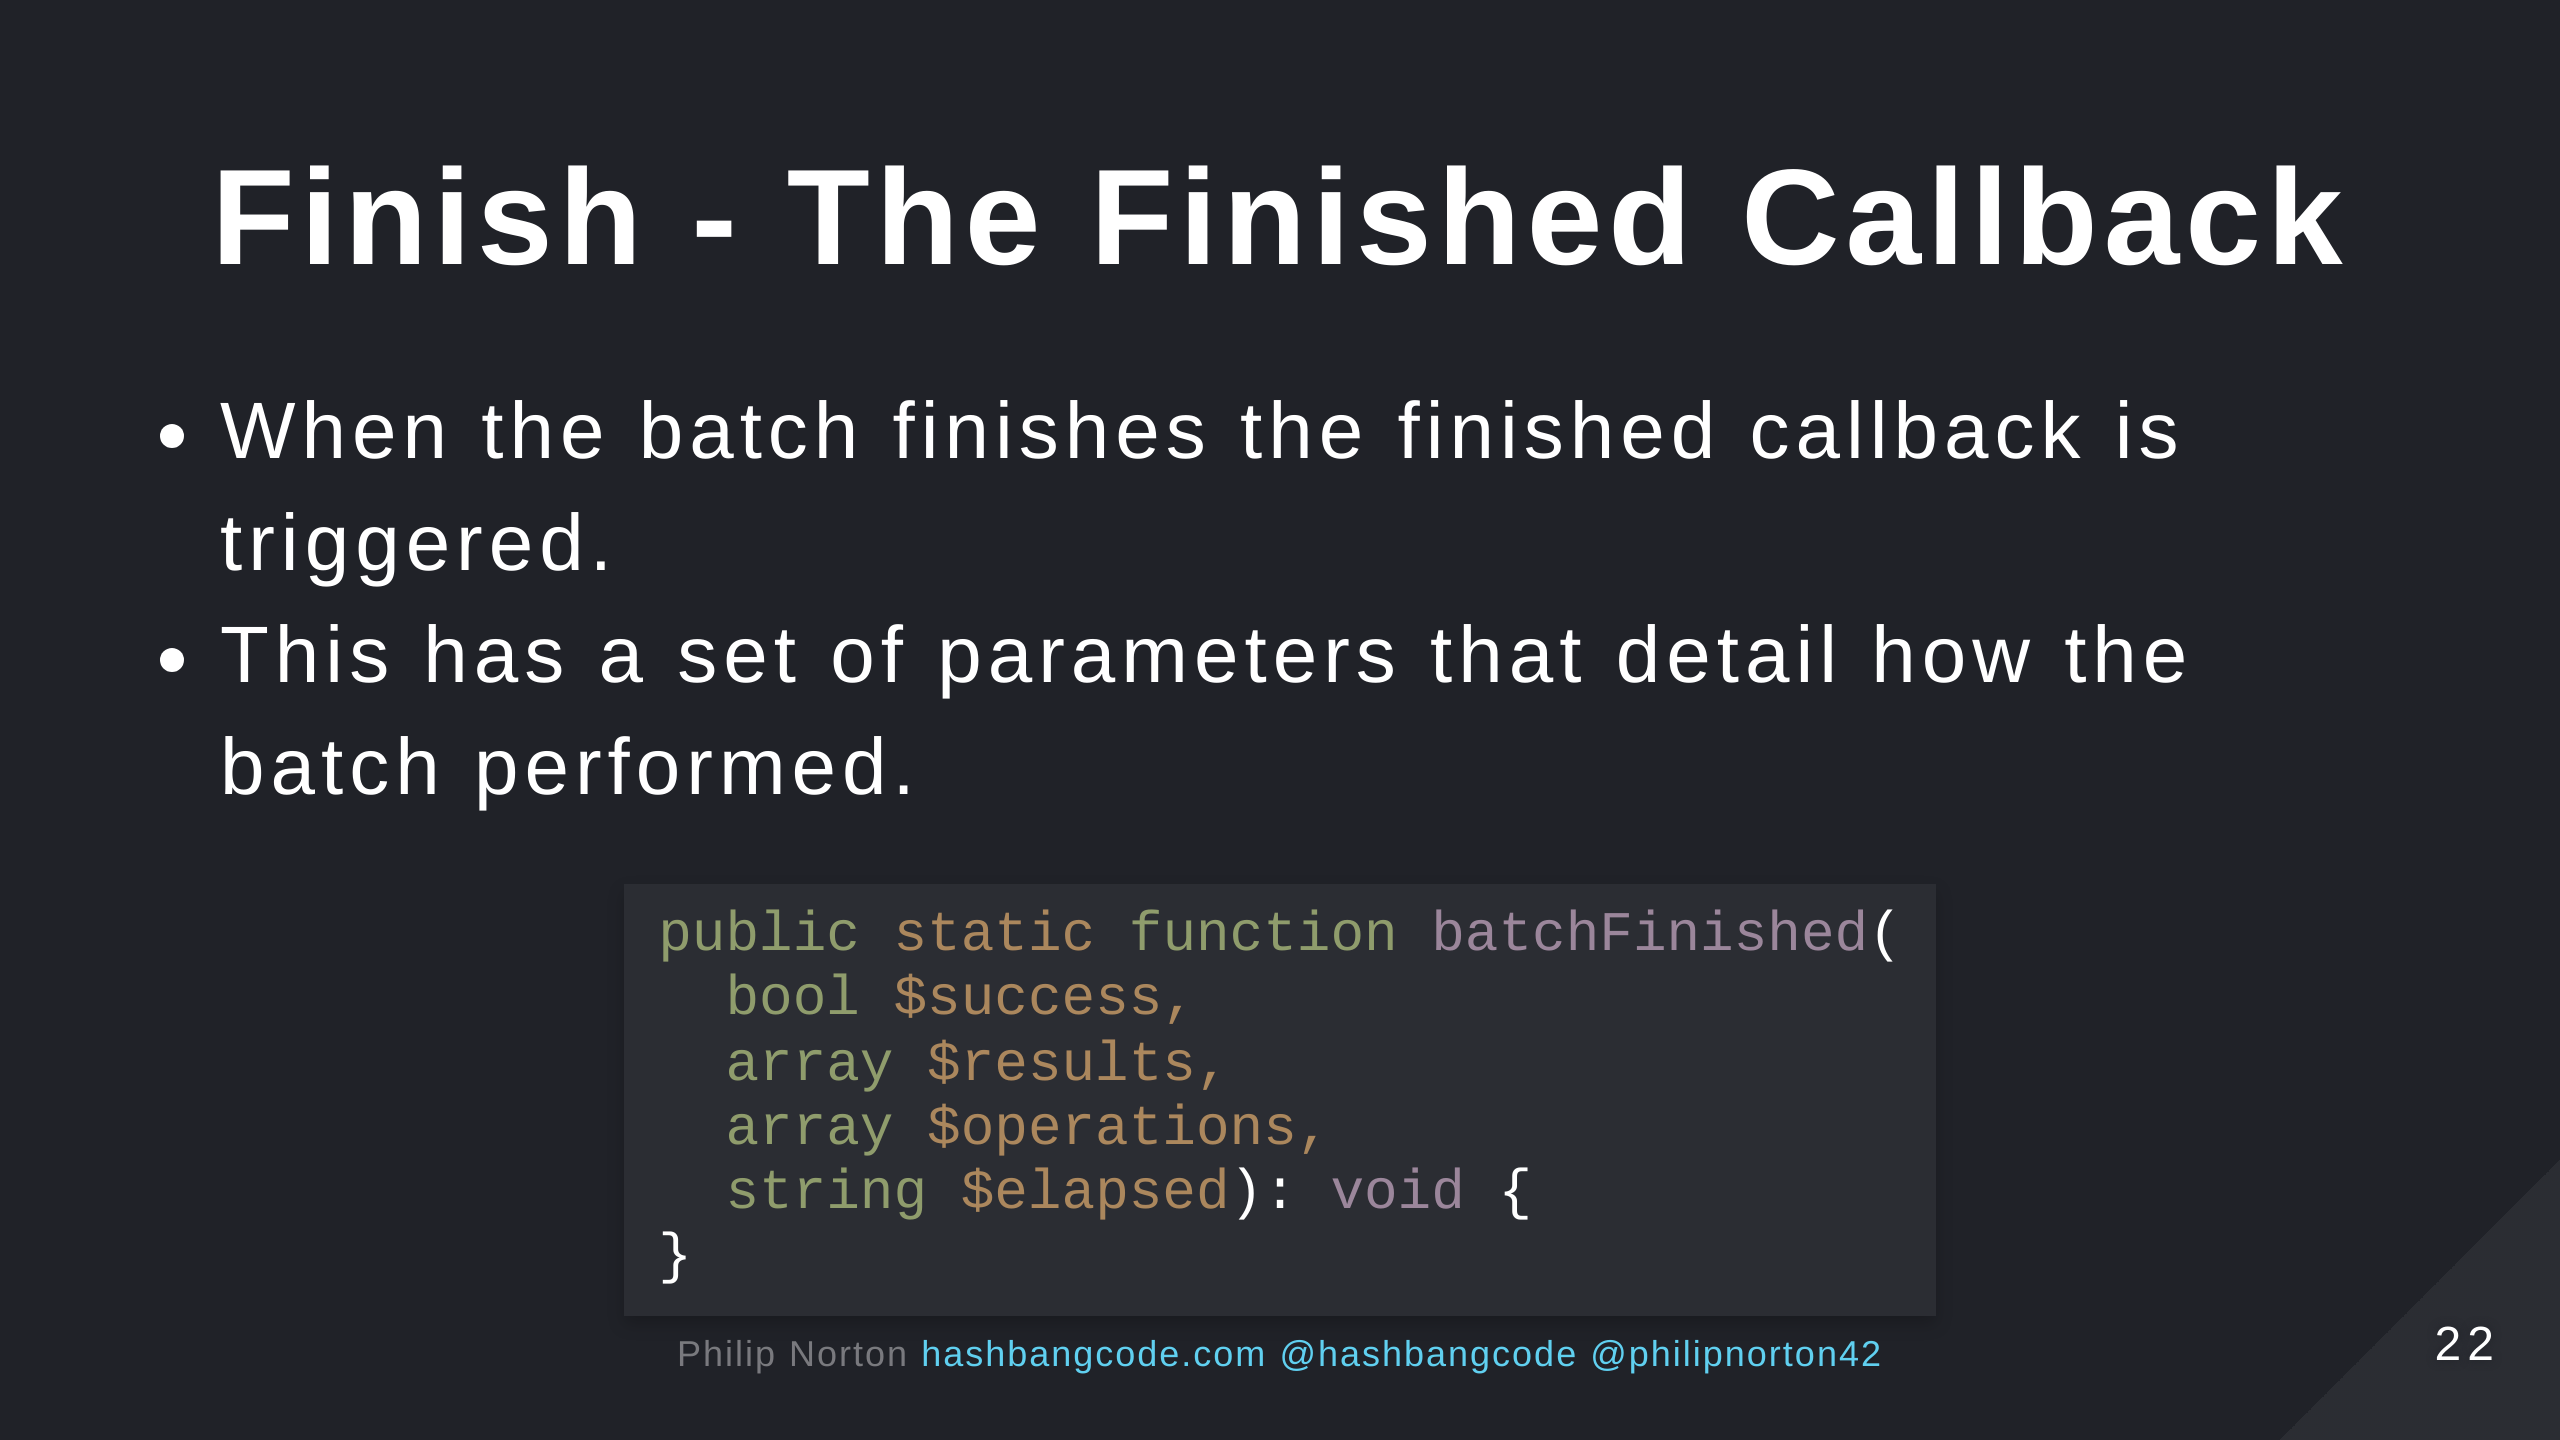 Finish - The Finished Callback
• When the batch finishes the finished callback is
triggered.
• This has a set of parameters that detail how the
batch performed.
public static function batchFinished(
  bool $success,
  array $results,
  array $operations,
  string $elapsed): void {
}
Philip Norton hashbangcode.com @hashbangcode @philipnorton42
22